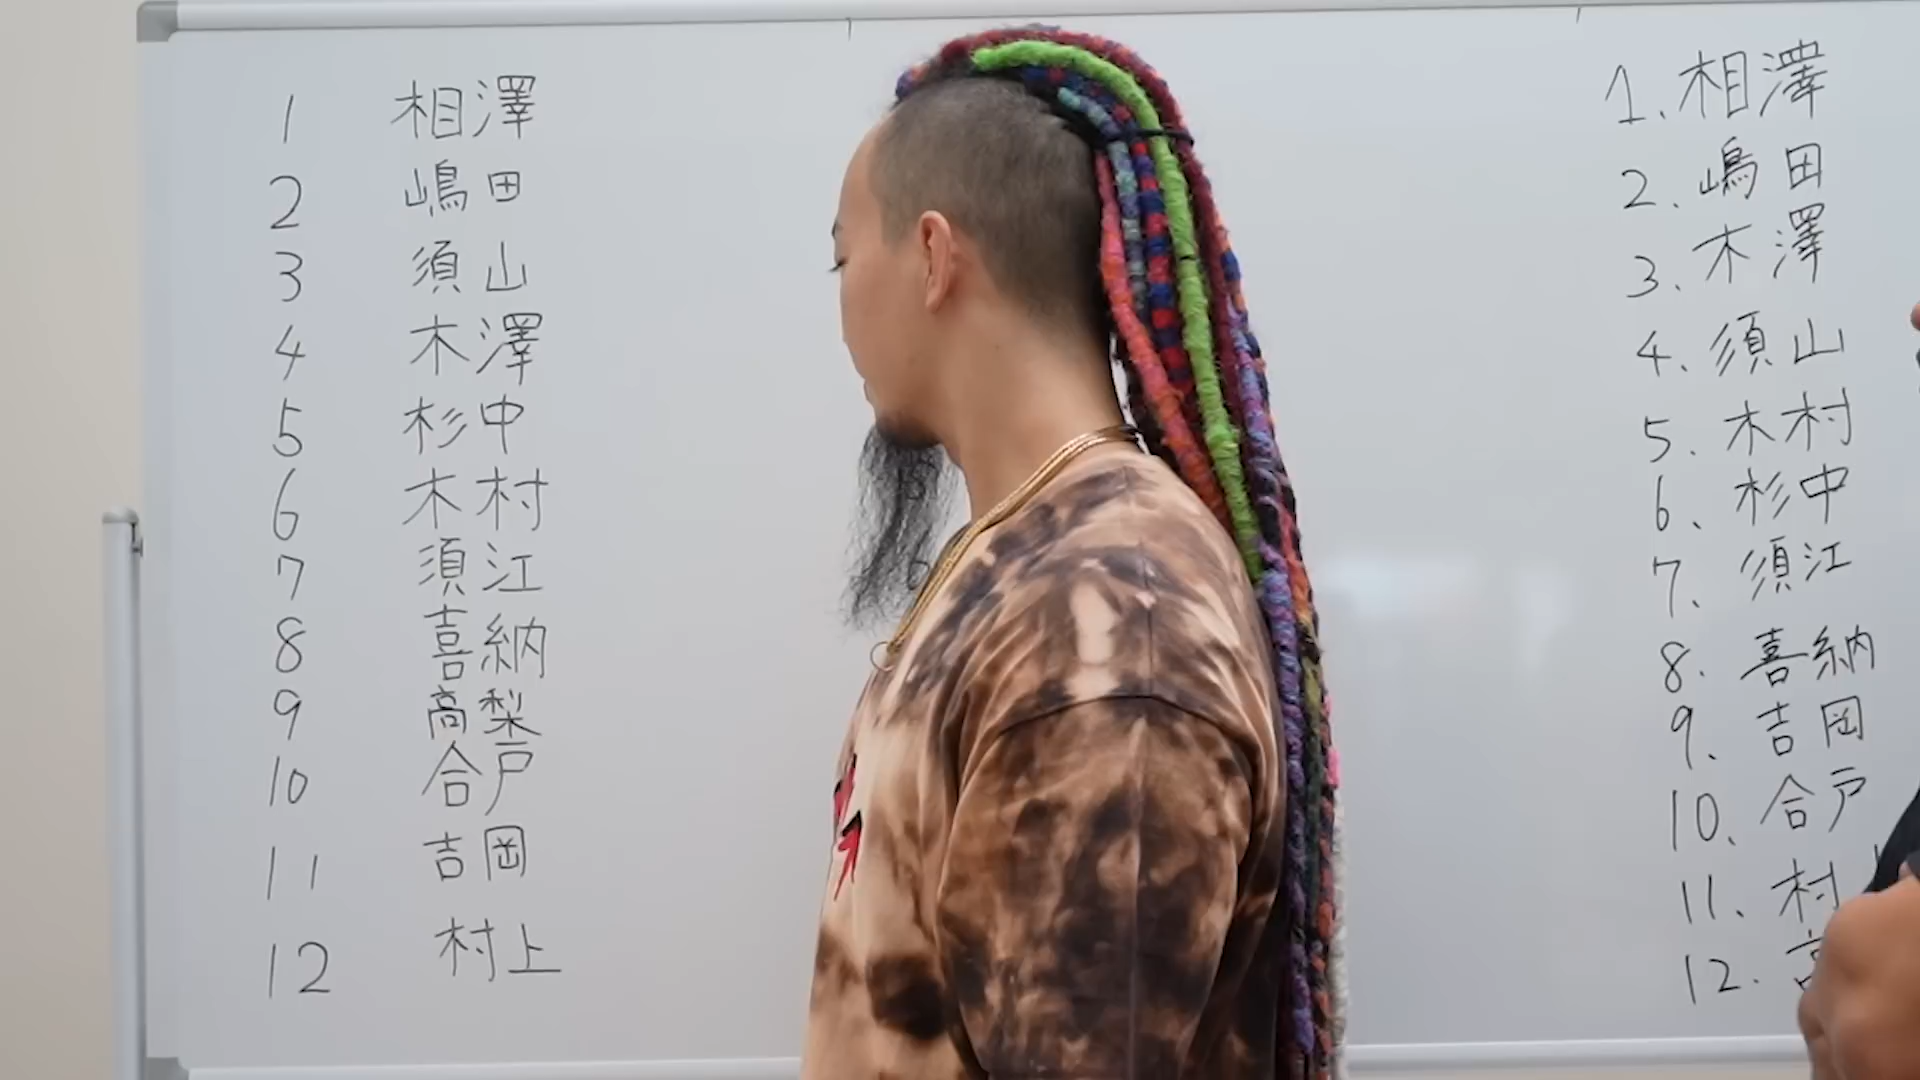 1 相澤
2 嶋田
3 須山
4 木澤
5 杉中
6 木村
7 須江
8 喜納
9 高梨
10 合戸
11 吉岡
12 村上
1. 相澤
2. 嶋田
3. 木澤
4. 須山
5. 木村
6. 杉中
7. 須江
8. 喜納
9. 吉岡
10. 合戸
11. 村
12.